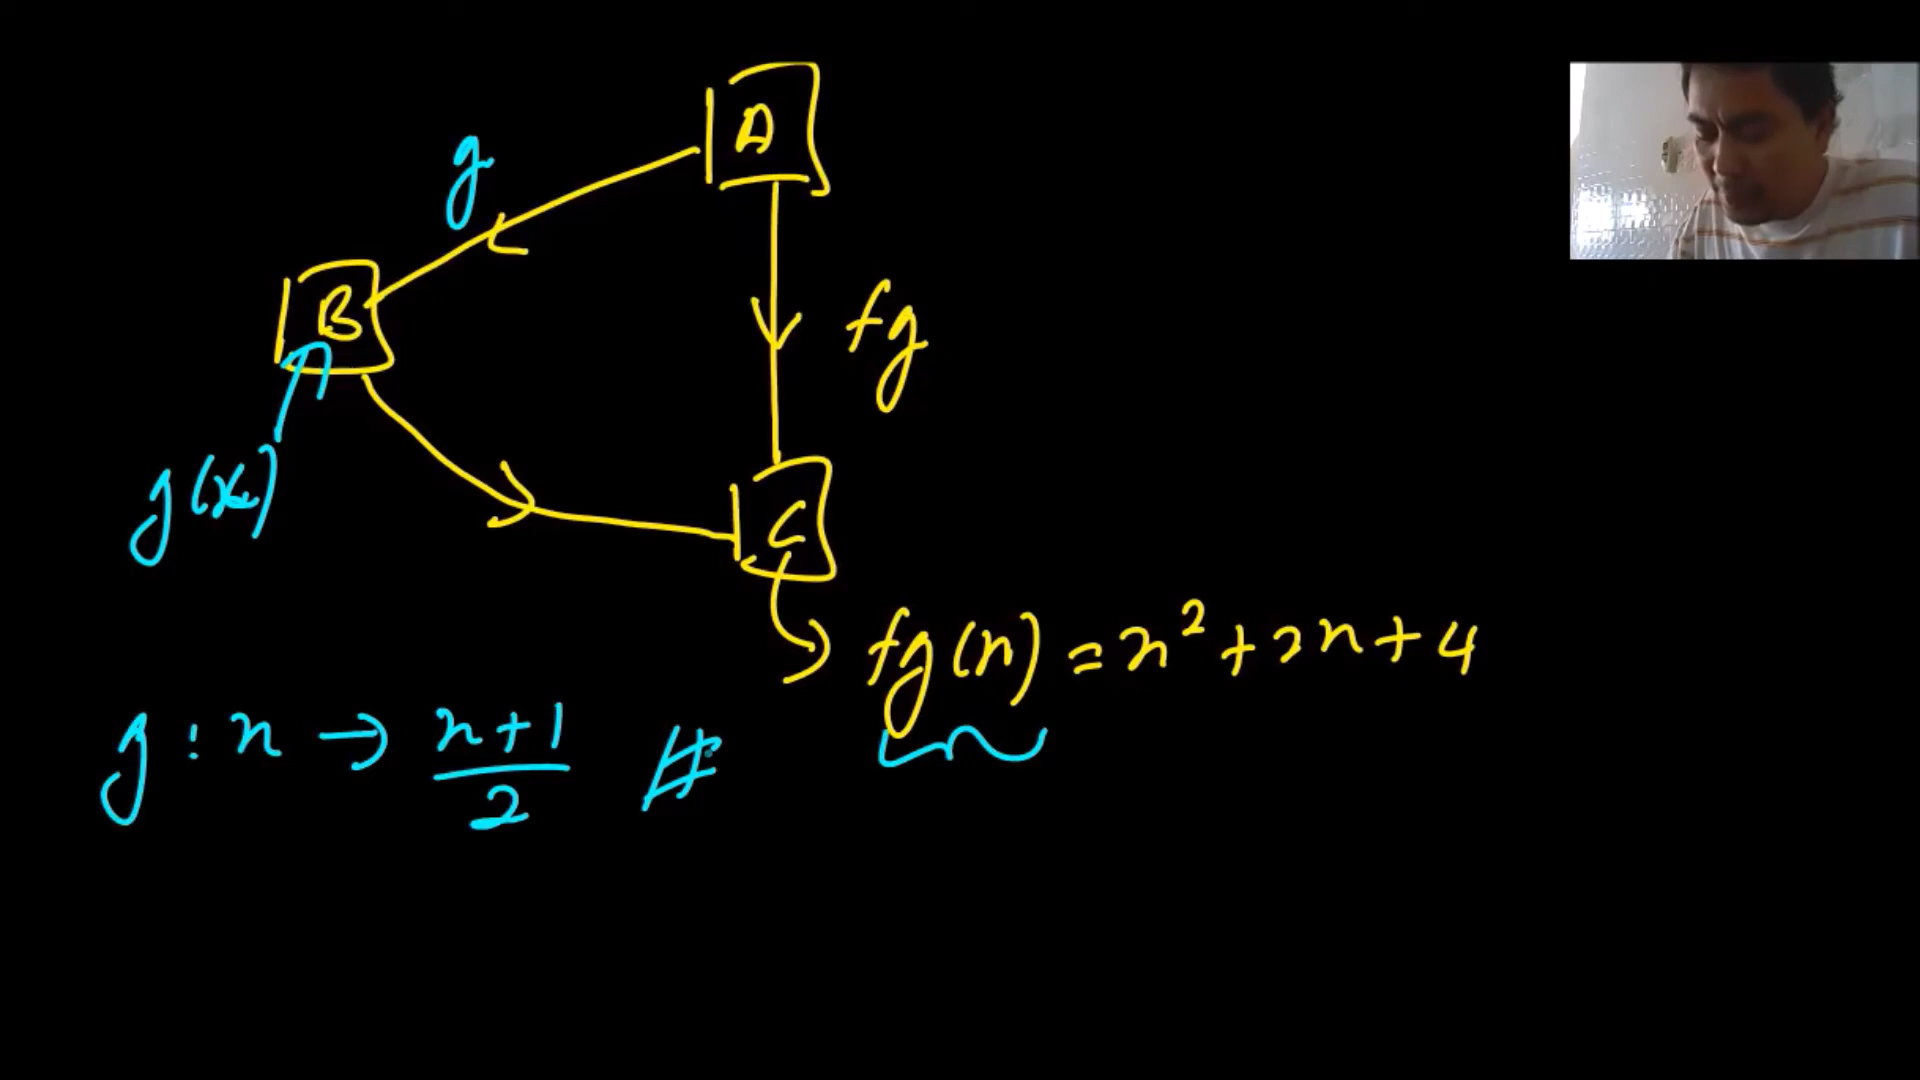 A
g
B
fg
g(x)
C
fg(x) = x² + 2x + 4
g : x → x+1
2
#